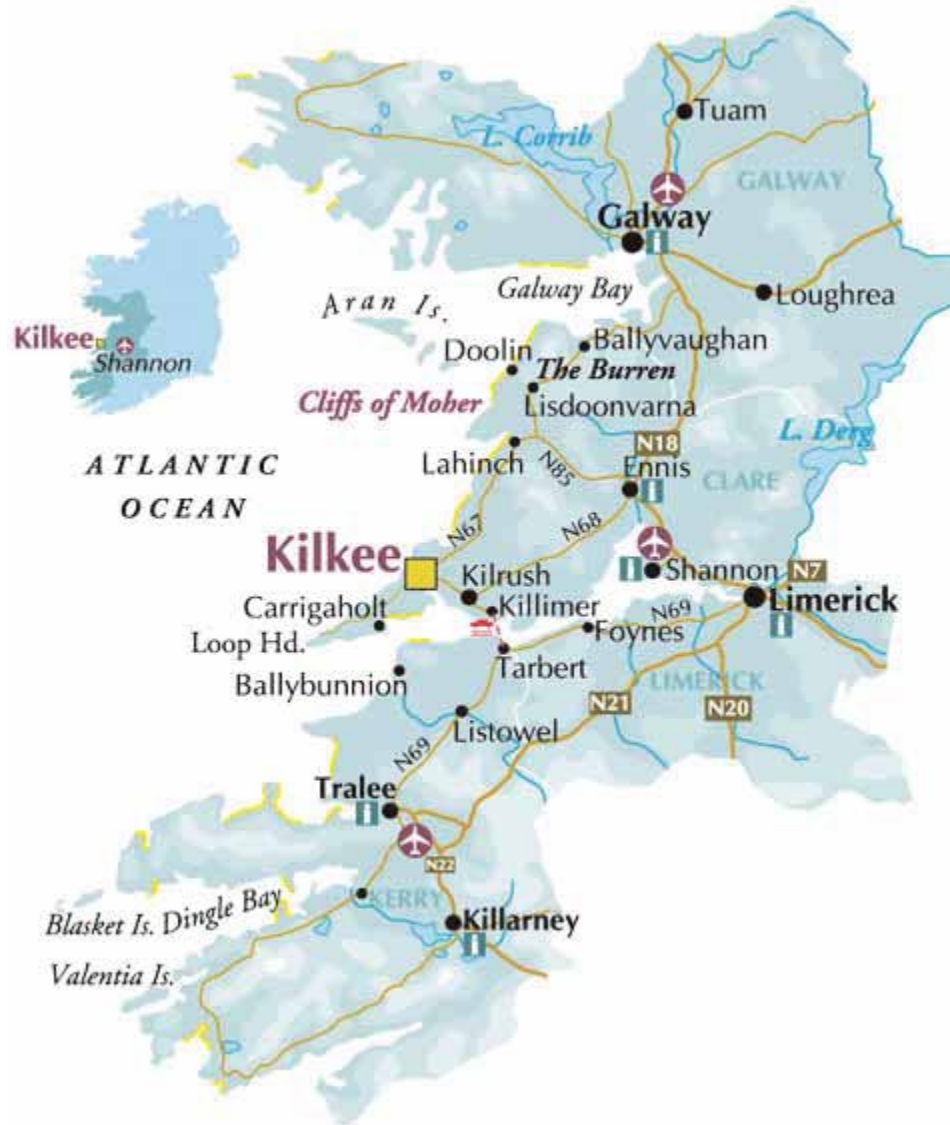 Tuam
L. Corrib
GALWAY
Galway
i
Galway Bay
Aran Is.
Loughrea
Kilkee
Shannon
Ballyvaughan
Doolin
The Burren
Cliffs of Moher
Lisdoonvarna
L. Derg
N18
Lahinch
N85
Ennis
i
CLARE
ATLANTIC
OCEAN
N67
N68
Kilkee
Kilrush
i
Shannon
N7
Carrigaholt
Killimer
N69
Limerick
i
Loop Hd.
Foynes
Tarbert
Ballybunnion
LIMERICK
N21
N20
Listowel
N69
Tralee
i
N22
KERRY
Blasket Is.
Dingle Bay
Killarney
i
Valentia Is.